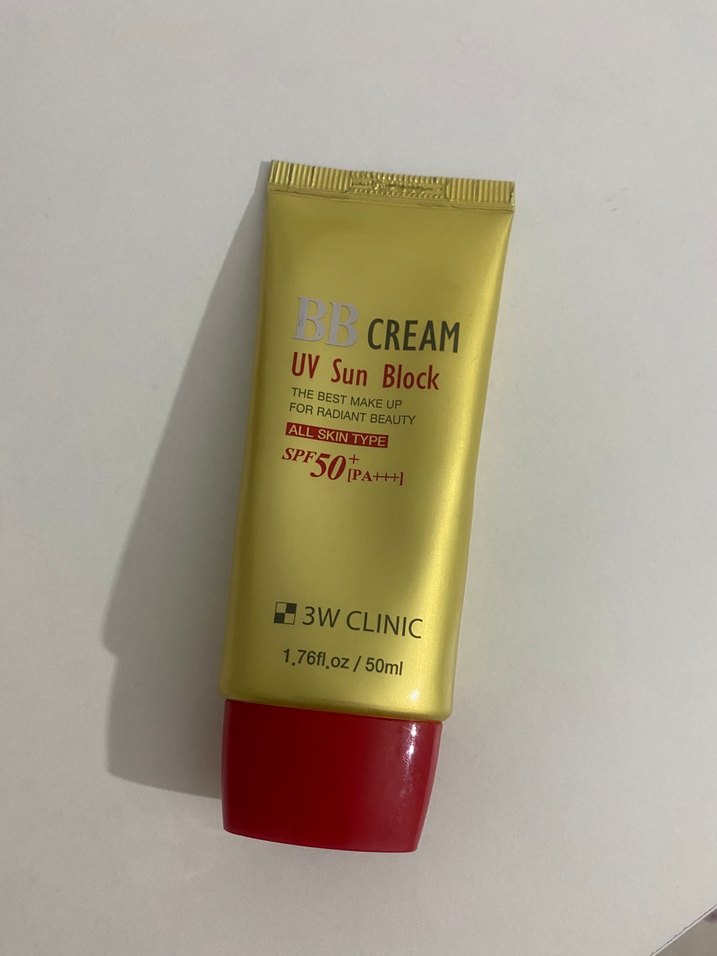 BB CREAM
UV Sun Block
THE BEST MAKE UP
FOR RADIANT BEAUTY
ALL SKIN TYPE
SPF50+ [PA+++]
3W CLINIC
1.76fl.oz / 50ml